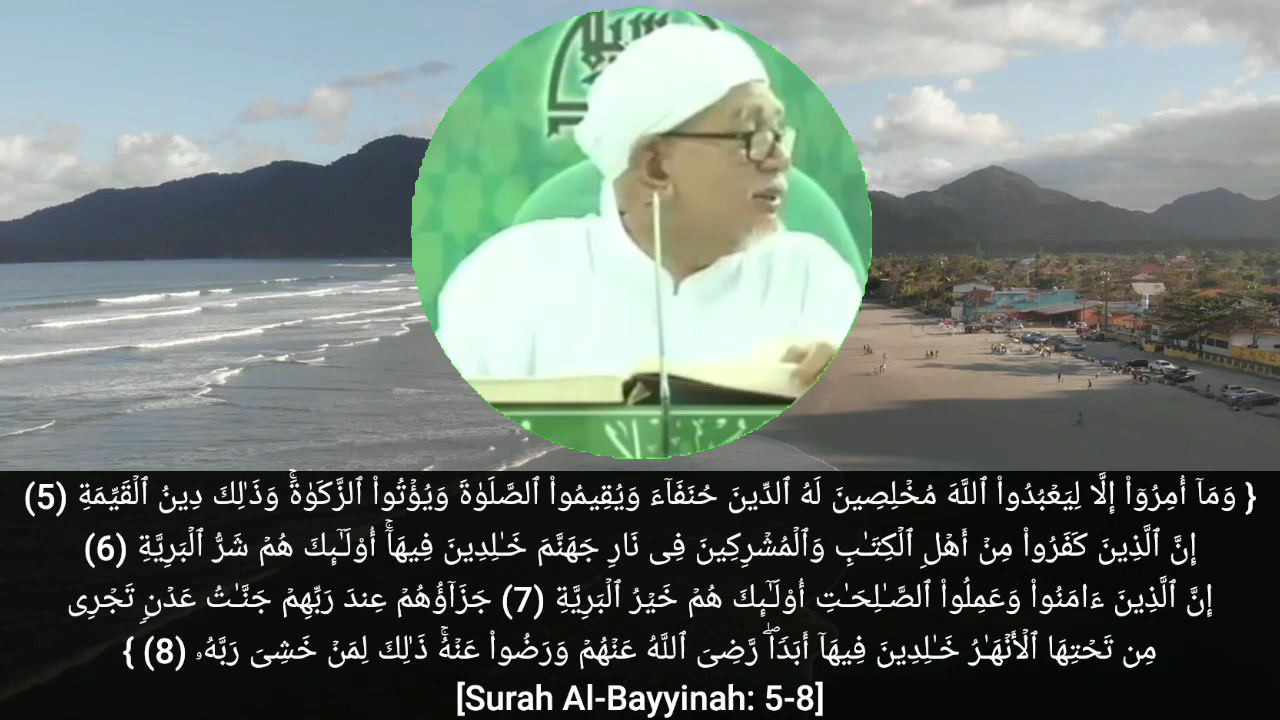 { وَمَآ أُمِرُوٓا۟ إِلَّا لِيَعْبُدُوا۟ ٱللَّهَ مُخْلِصِينَ لَهُ ٱلدِّينَ حُنَفَآءَ وَيُقِيمُوا۟ ٱلصَّلَوٰةَ وَيُؤْتُوا۟ ٱلزَّكَوٰةَۚ وَذَٰلِكَ دِينُ ٱلْقَيِّمَةِ (5)
إِنَّ ٱلَّذِينَ كَفَرُوا۟ مِنْ أَهْلِ ٱلْكِتَـٰبِ وَٱلْمُشْرِكِينَ فِى نَارِ جَهَنَّمَ خَـٰلِدِينَ فِيهَآۚ أُو۟لَـٰٓئِكَ هُمْ شَرُّ ٱلْبَرِيَّةِ (6)
إِنَّ ٱلَّذِينَ ءَامَنُوا۟ وَعَمِلُوا۟ ٱلصَّـٰلِحَـٰتِ أُو۟لَـٰٓئِكَ هُمْ خَيْرُ ٱلْبَرِيَّةِ (7) جَزَآؤُهُمْ عِندَ رَبِّهِمْ جَنَّـٰتُ عَدْنٍۢ تَجْرِى
مِن تَحْتِهَا ٱلْأَنْهَـٰرُ خَـٰلِدِينَ فِيهَآ أَبَدًۭاۖ رَّضِىَ ٱللَّهُ عَنْهُمْ وَرَضُوا۟ عَنْهُۚ ذَٰلِكَ لِمَنْ خَشِىَ رَبَّهُۥ (8) }
[Surah Al-Bayyinah: 5-8]